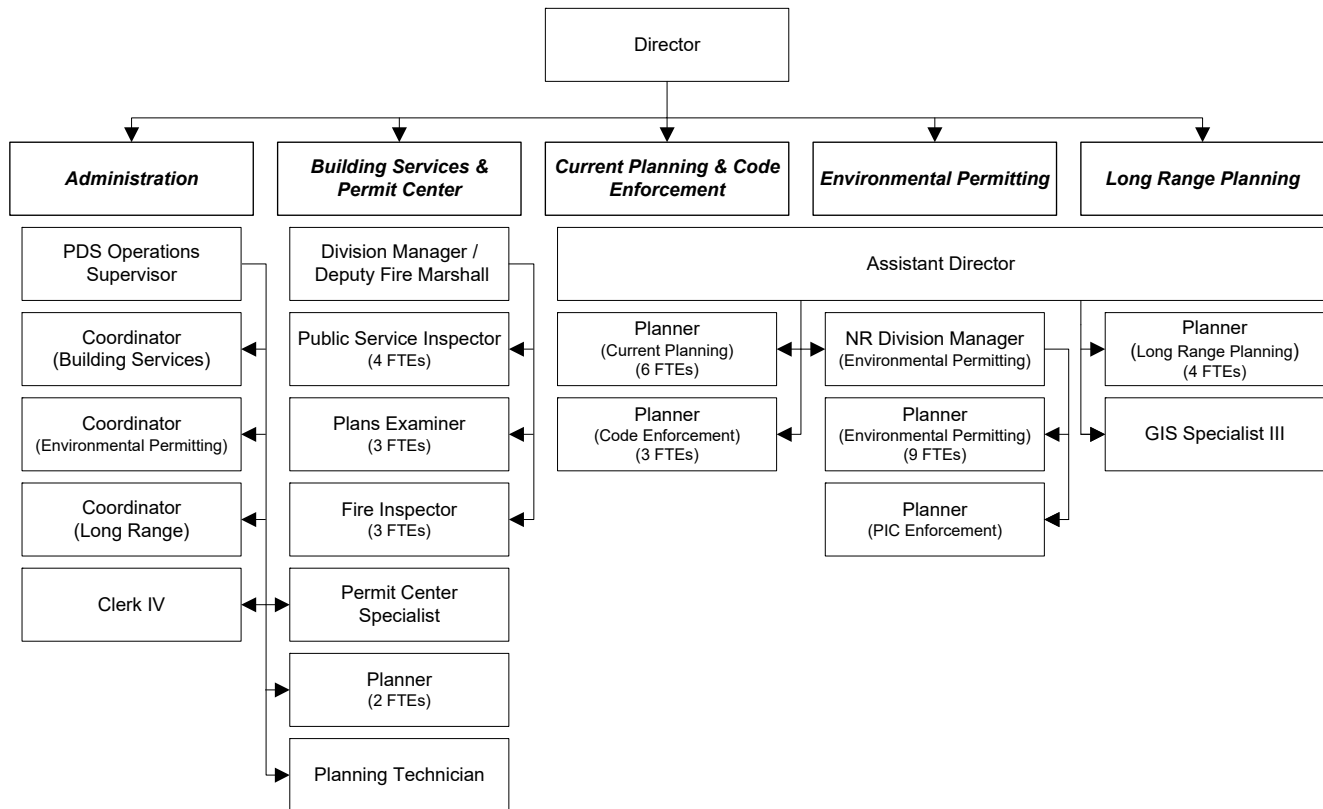 Director
Administration
Building Services &
Permit Center
Current Planning & Code
Enforcement
Environmental Permitting
Long Range Planning
PDS Operations
Supervisor
Coordinator
(Building Services)
Coordinator
(Environmental Permitting)
Coordinator
(Long Range)
Clerk IV
Division Manager /
Deputy Fire Marshall
Public Service Inspector
(4 FTEs)
Plans Examiner
(3 FTEs)
Fire Inspector
(3 FTEs)
Permit Center
Specialist
Planner
(2 FTEs)
Planning Technician
Assistant Director
Planner
(Current Planning)
(6 FTEs)
Planner
(Code Enforcement)
(3 FTEs)
NR Division Manager
(Environmental Permitting)
Planner
(Environmental Permitting)
(9 FTEs)
Planner
(PIC Enforcement)
Planner
(Long Range Planning)
(4 FTEs)
GIS Specialist III